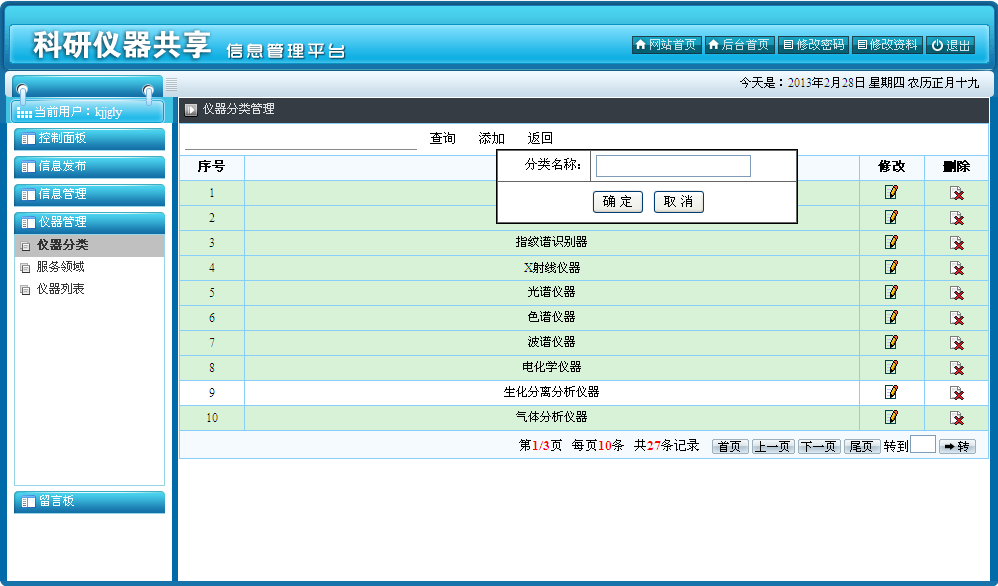 科研仪器共享 信息管理平台
网站首页 后台首页 修改密码 修改资料 退出
今天是：2013年2月28日 星期四 农历正月十九
当前用户：kjjgly
控制面板
信息发布
信息管理
仪器管理
仪器分类
服务领域
仪器列表
留言板
仪器分类管理
查询 添加 返回
分类名称:
确 定 取 消
序号 修改 删除
1
2
3 指纹谱识别器
4 X射线仪器
5 光谱仪器
6 色谱仪器
7 波谱仪器
8 电化学仪器
9 生化分离分析仪器
10 气体分析仪器
第1/3页 每页10条 共27条记录 首页 上一页 下一页 尾页 转到 转